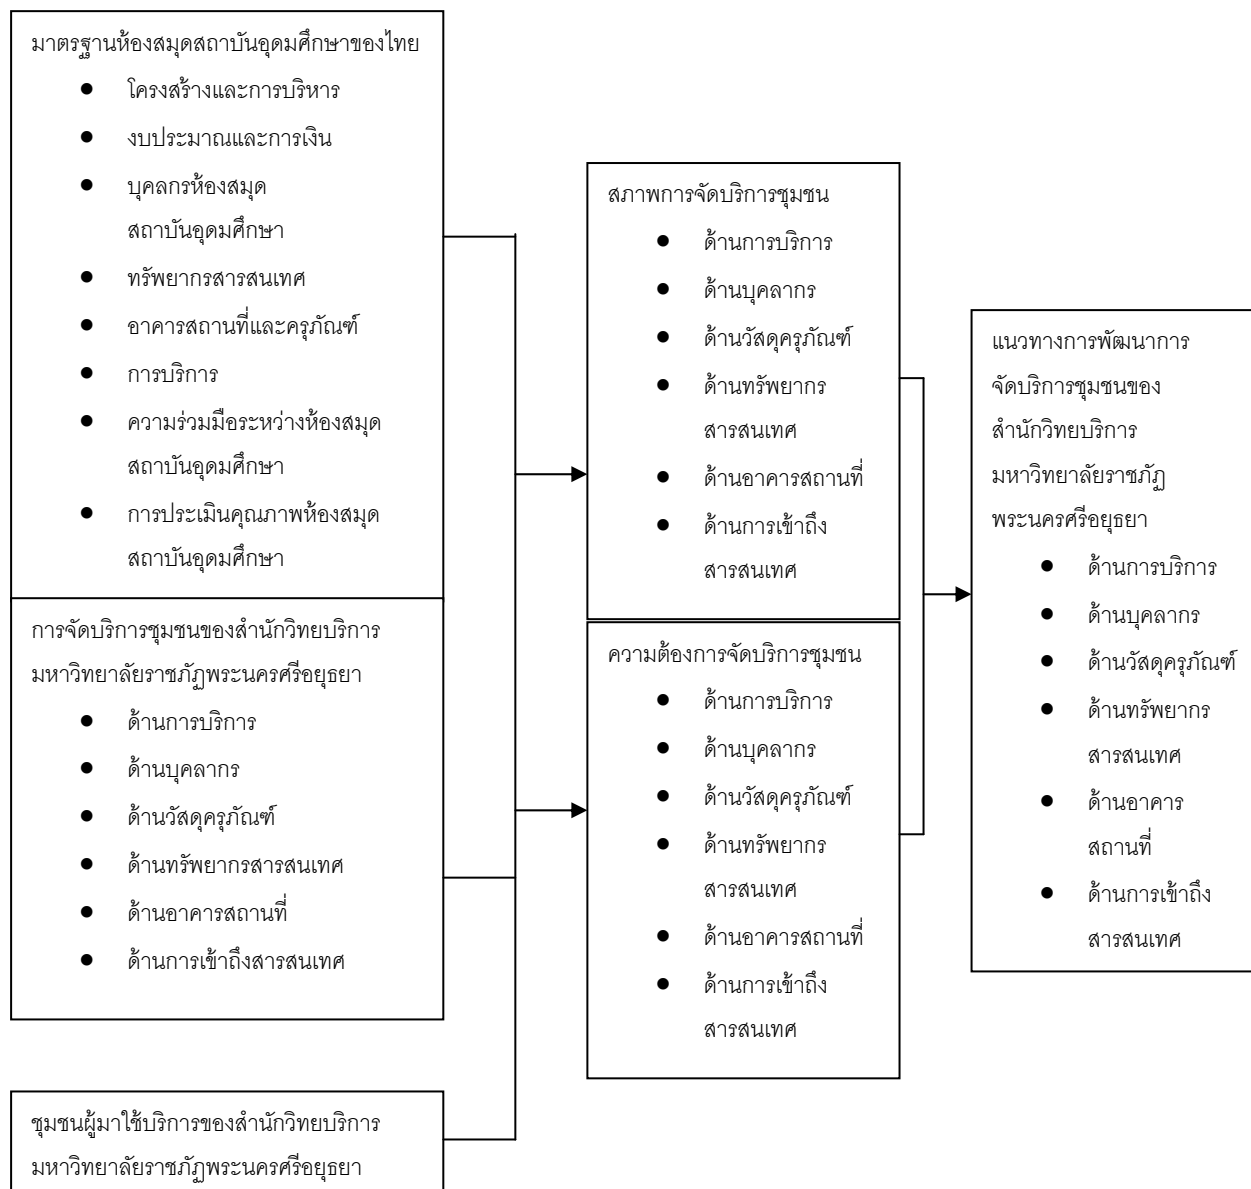 มาตรฐานห้องสมุดสถาบันอุดมศึกษาของไทย
● โครงสร้างและการบริหาร
● งบประมาณและการเงิน
● บุคลกรห้องสมุด
สถาบันอุดมศึกษา
● ทรัพยากรสารสนเทศ
● อาคารสถานที่และครุภัณฑ์
● การบริการ
● ความร่วมมือระหว่างห้องสมุด
สถาบันอุดมศึกษา
● การประเมินคุณภาพห้องสมุด
สถาบันอุดมศึกษา
การจัดบริการชุมชนของสำนักวิทยบริการ
มหาวิทยาลัยราชภัฏพระนครศรีอยุธยา
● ด้านการบริการ
● ด้านบุคลากร
● ด้านวัสดุครุภัณฑ์
● ด้านทรัพยากรสารสนเทศ
● ด้านอาคารสถานที่
● ด้านการเข้าถึงสารสนเทศ
ชุมชนผู้มาใช้บริการของสำนักวิทยบริการ
มหาวิทยาลัยราชภัฏพระนครศรีอยุธยา
สภาพการจัดบริการชุมชน
● ด้านการบริการ
● ด้านบุคลากร
● ด้านวัสดุครุภัณฑ์
● ด้านทรัพยากร
สารสนเทศ
● ด้านอาคารสถานที่
● ด้านการเข้าถึง
สารสนเทศ
ความต้องการจัดบริการชุมชน
● ด้านการบริการ
● ด้านบุคลากร
● ด้านวัสดุครุภัณฑ์
● ด้านทรัพยากร
สารสนเทศ
● ด้านอาคารสถานที่
● ด้านการเข้าถึง
สารสนเทศ
แนวทางการพัฒนาการ
จัดบริการชุมชนของ
สำนักวิทยบริการ
มหาวิทยาลัยราชภัฏ
พระนครศรีอยุธยา
● ด้านการบริการ
● ด้านบุคลากร
● ด้านวัสดุครุภัณฑ์
● ด้านทรัพยากร
สารสนเทศ
● ด้านอาคาร
สถานที่
● ด้านการเข้าถึง
สารสนเทศ